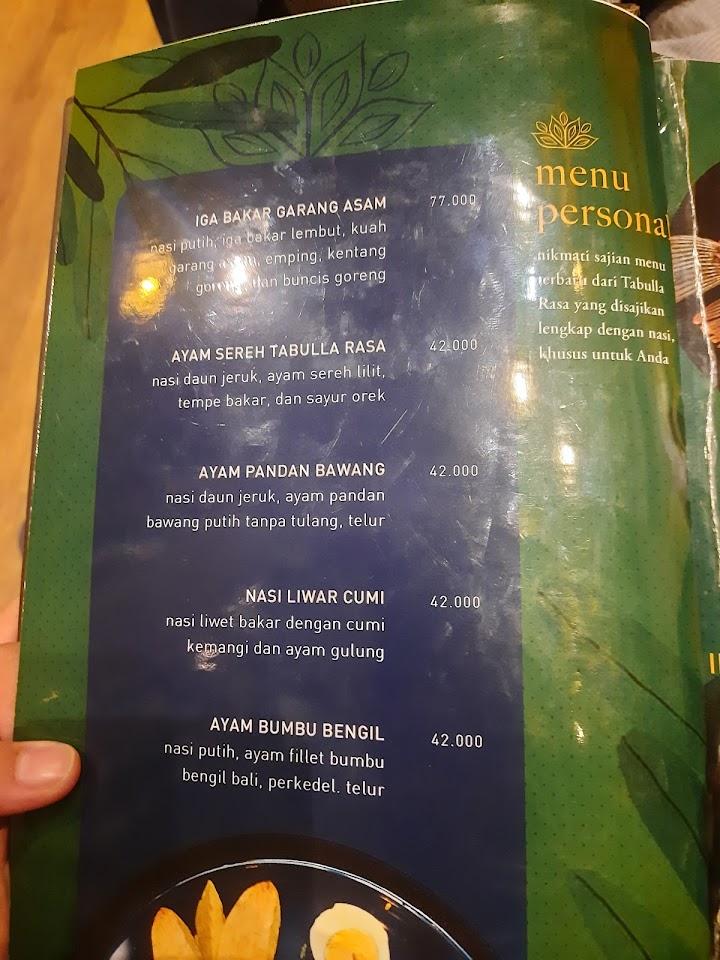 IGA BAKAR GARANG ASAM 77.000
nasi putih, iga bakar lembut, kuah
garang asam, emping, kentang
goreng dan buncis goreng
AYAM SEREH TABULLA RASA 42.000
nasi daun jeruk, ayam sereh lilit,
tempe bakar, dan sayur orek
AYAM PANDAN BAWANG 42.000
nasi daun jeruk, ayam pandan
bawang putih tanpa tulang, telur
NASI LIWAR CUMI 42.000
nasi liwet bakar dengan cumi
kemangi dan ayam gulung
AYAM BUMBU BENGIL 42.000
nasi putih, ayam fillet bumbu
bengil bali, perkedel. telur
menu
personal
nikmati sajian menu
terbaru dari Tabulla
Rasa yang disajikan
lengkap dengan nasi,
khusus untuk Anda